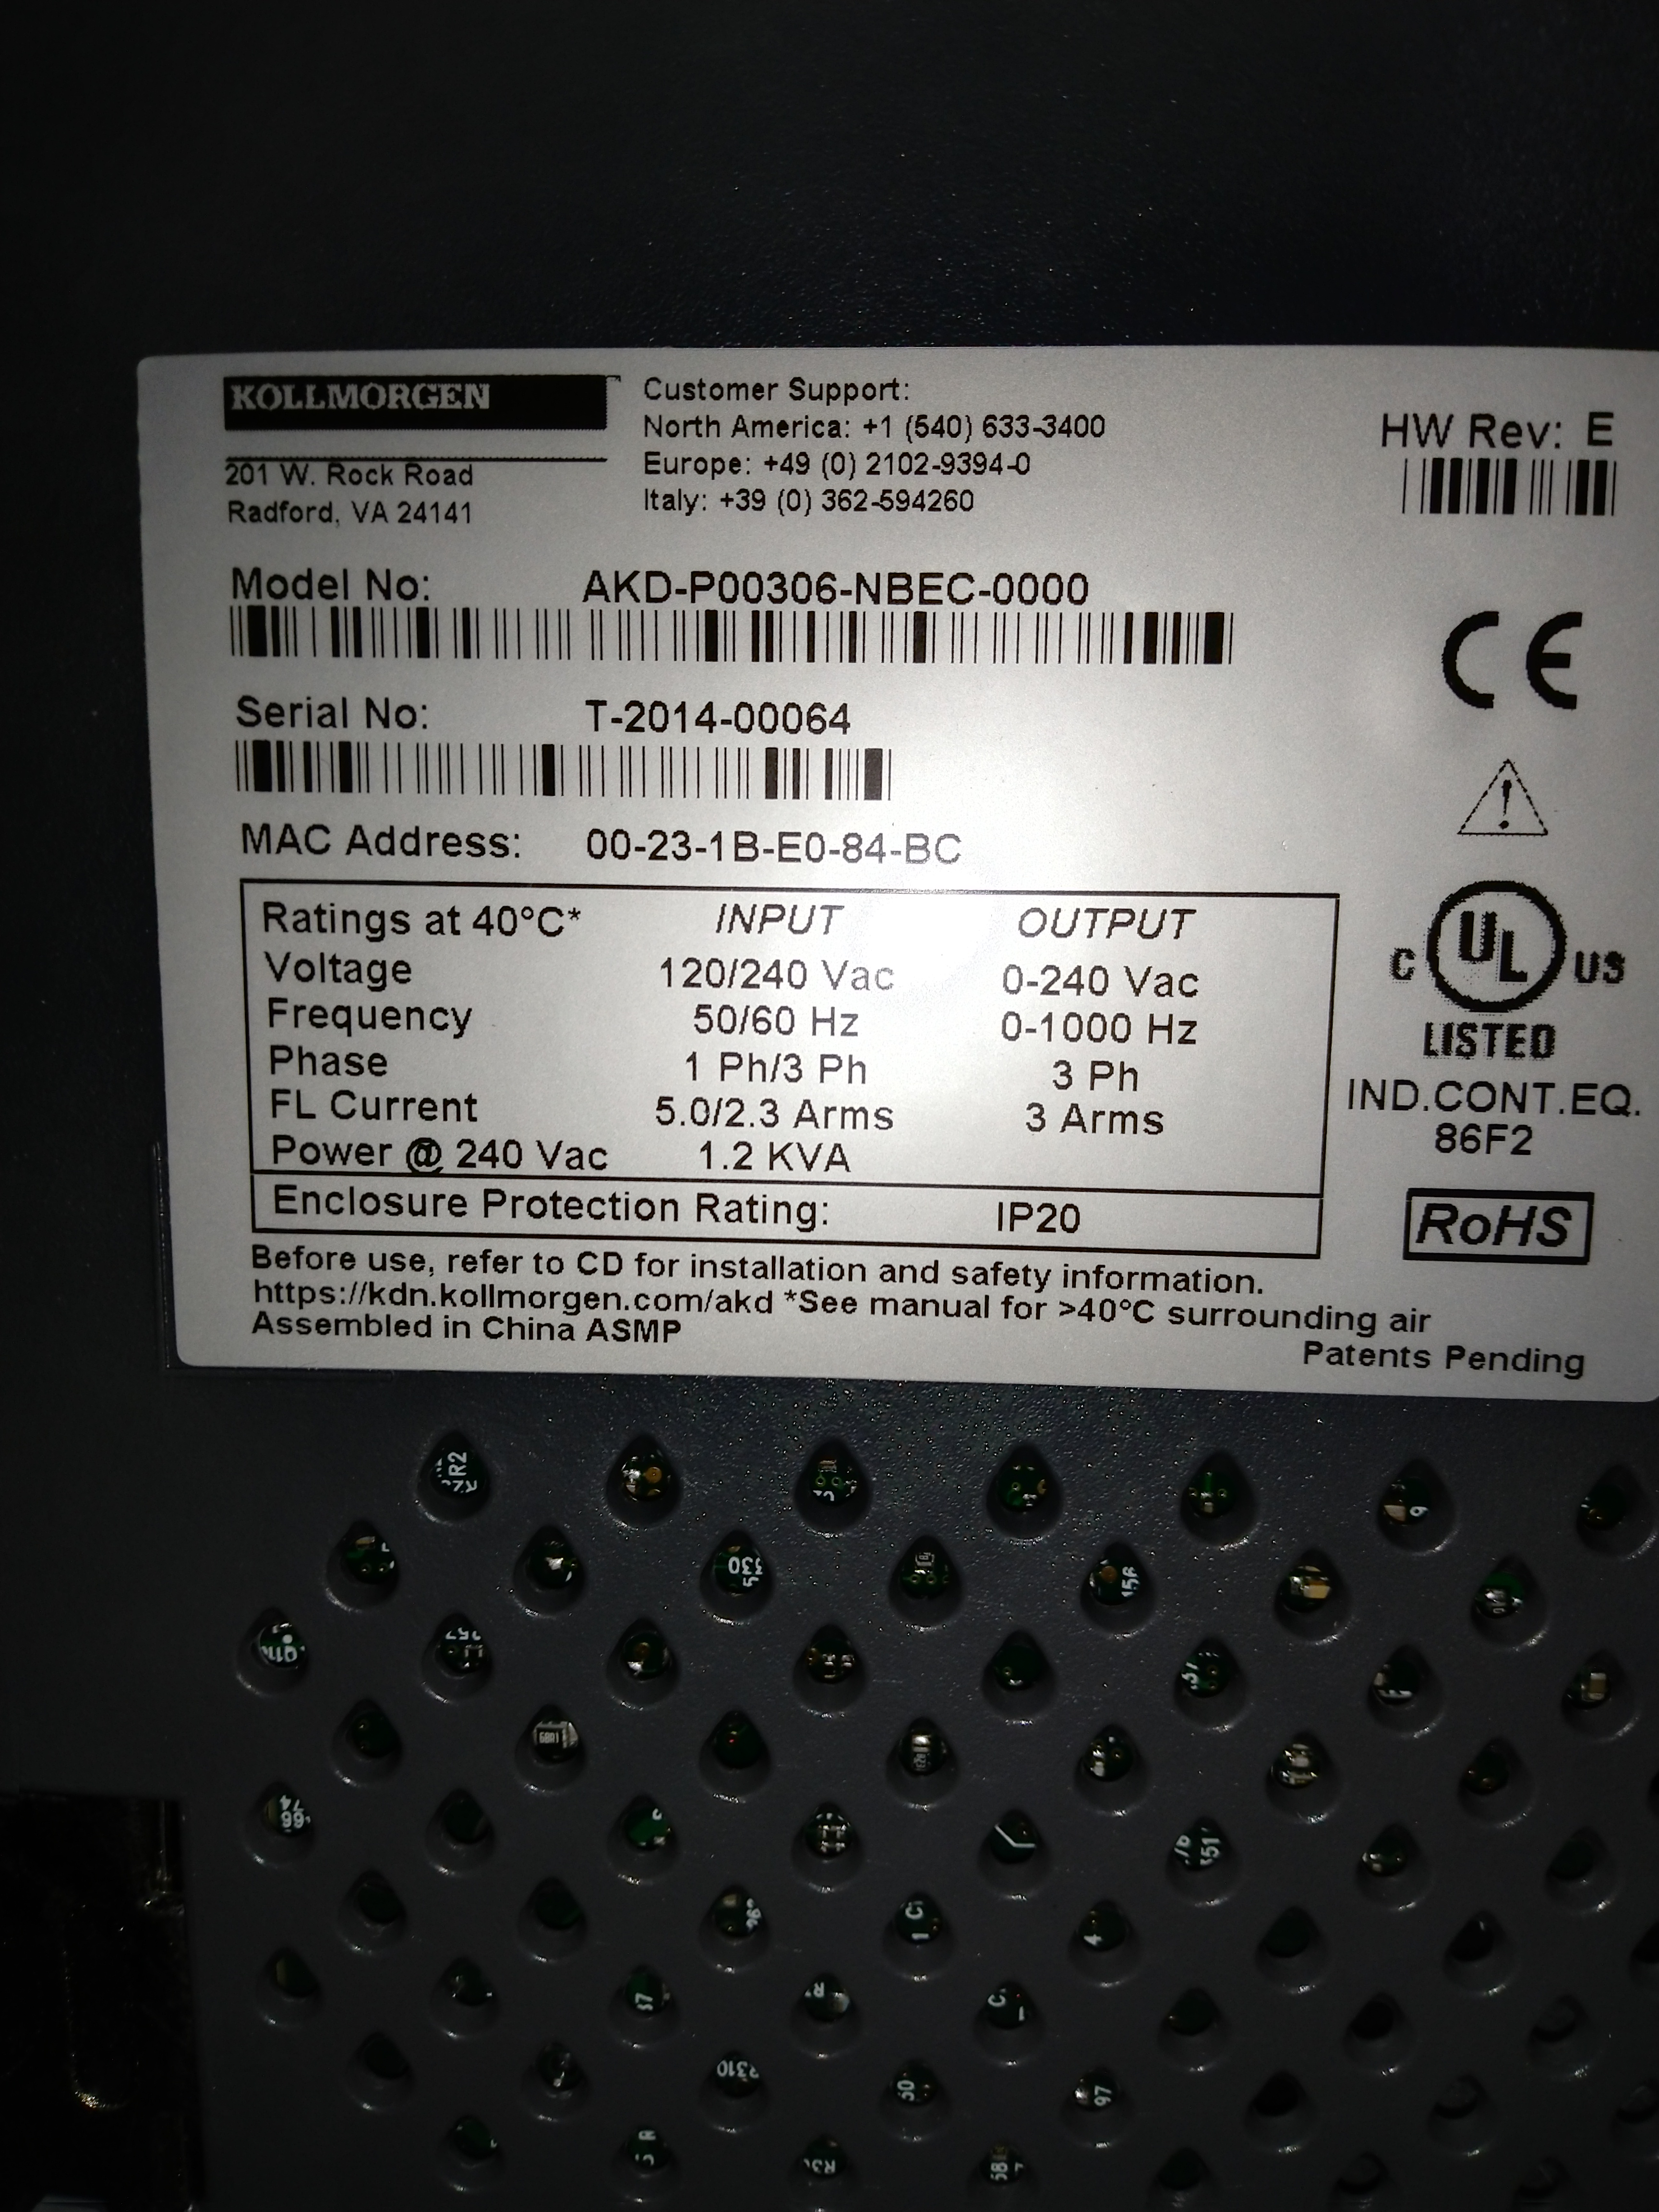 KOLLMORGEN
201 W. Rock Road
Radford, VA 24141
Customer Support:
North America: +1 (540) 633-3400
Europe: +49 (0) 2102-9394-0
Italy: +39 (0) 362-594260
HW Rev: E
Model No: AKD-P00306-NBEC-0000
Serial No: T-2014-00064
MAC Address: 00-23-1B-E0-84-BC
Ratings at 40°C* INPUT OUTPUT
Voltage 120/240 Vac 0-240 Vac
Frequency 50/60 Hz 0-1000 Hz
Phase 1 Ph/3 Ph 3 Ph
FL Current 5.0/2.3 Arms 3 Arms
Power @ 240 Vac 1.2 KVA
Enclosure Protection Rating: IP20
Before use, refer to CD for installation and safety information.
https://kdn.kollmorgen.com/akd *See manual for >40°C surrounding air
Assembled in China ASMP
Patents Pending
CE
C UL US
LISTED
IND.CONT.EQ.
86F2
RoHS